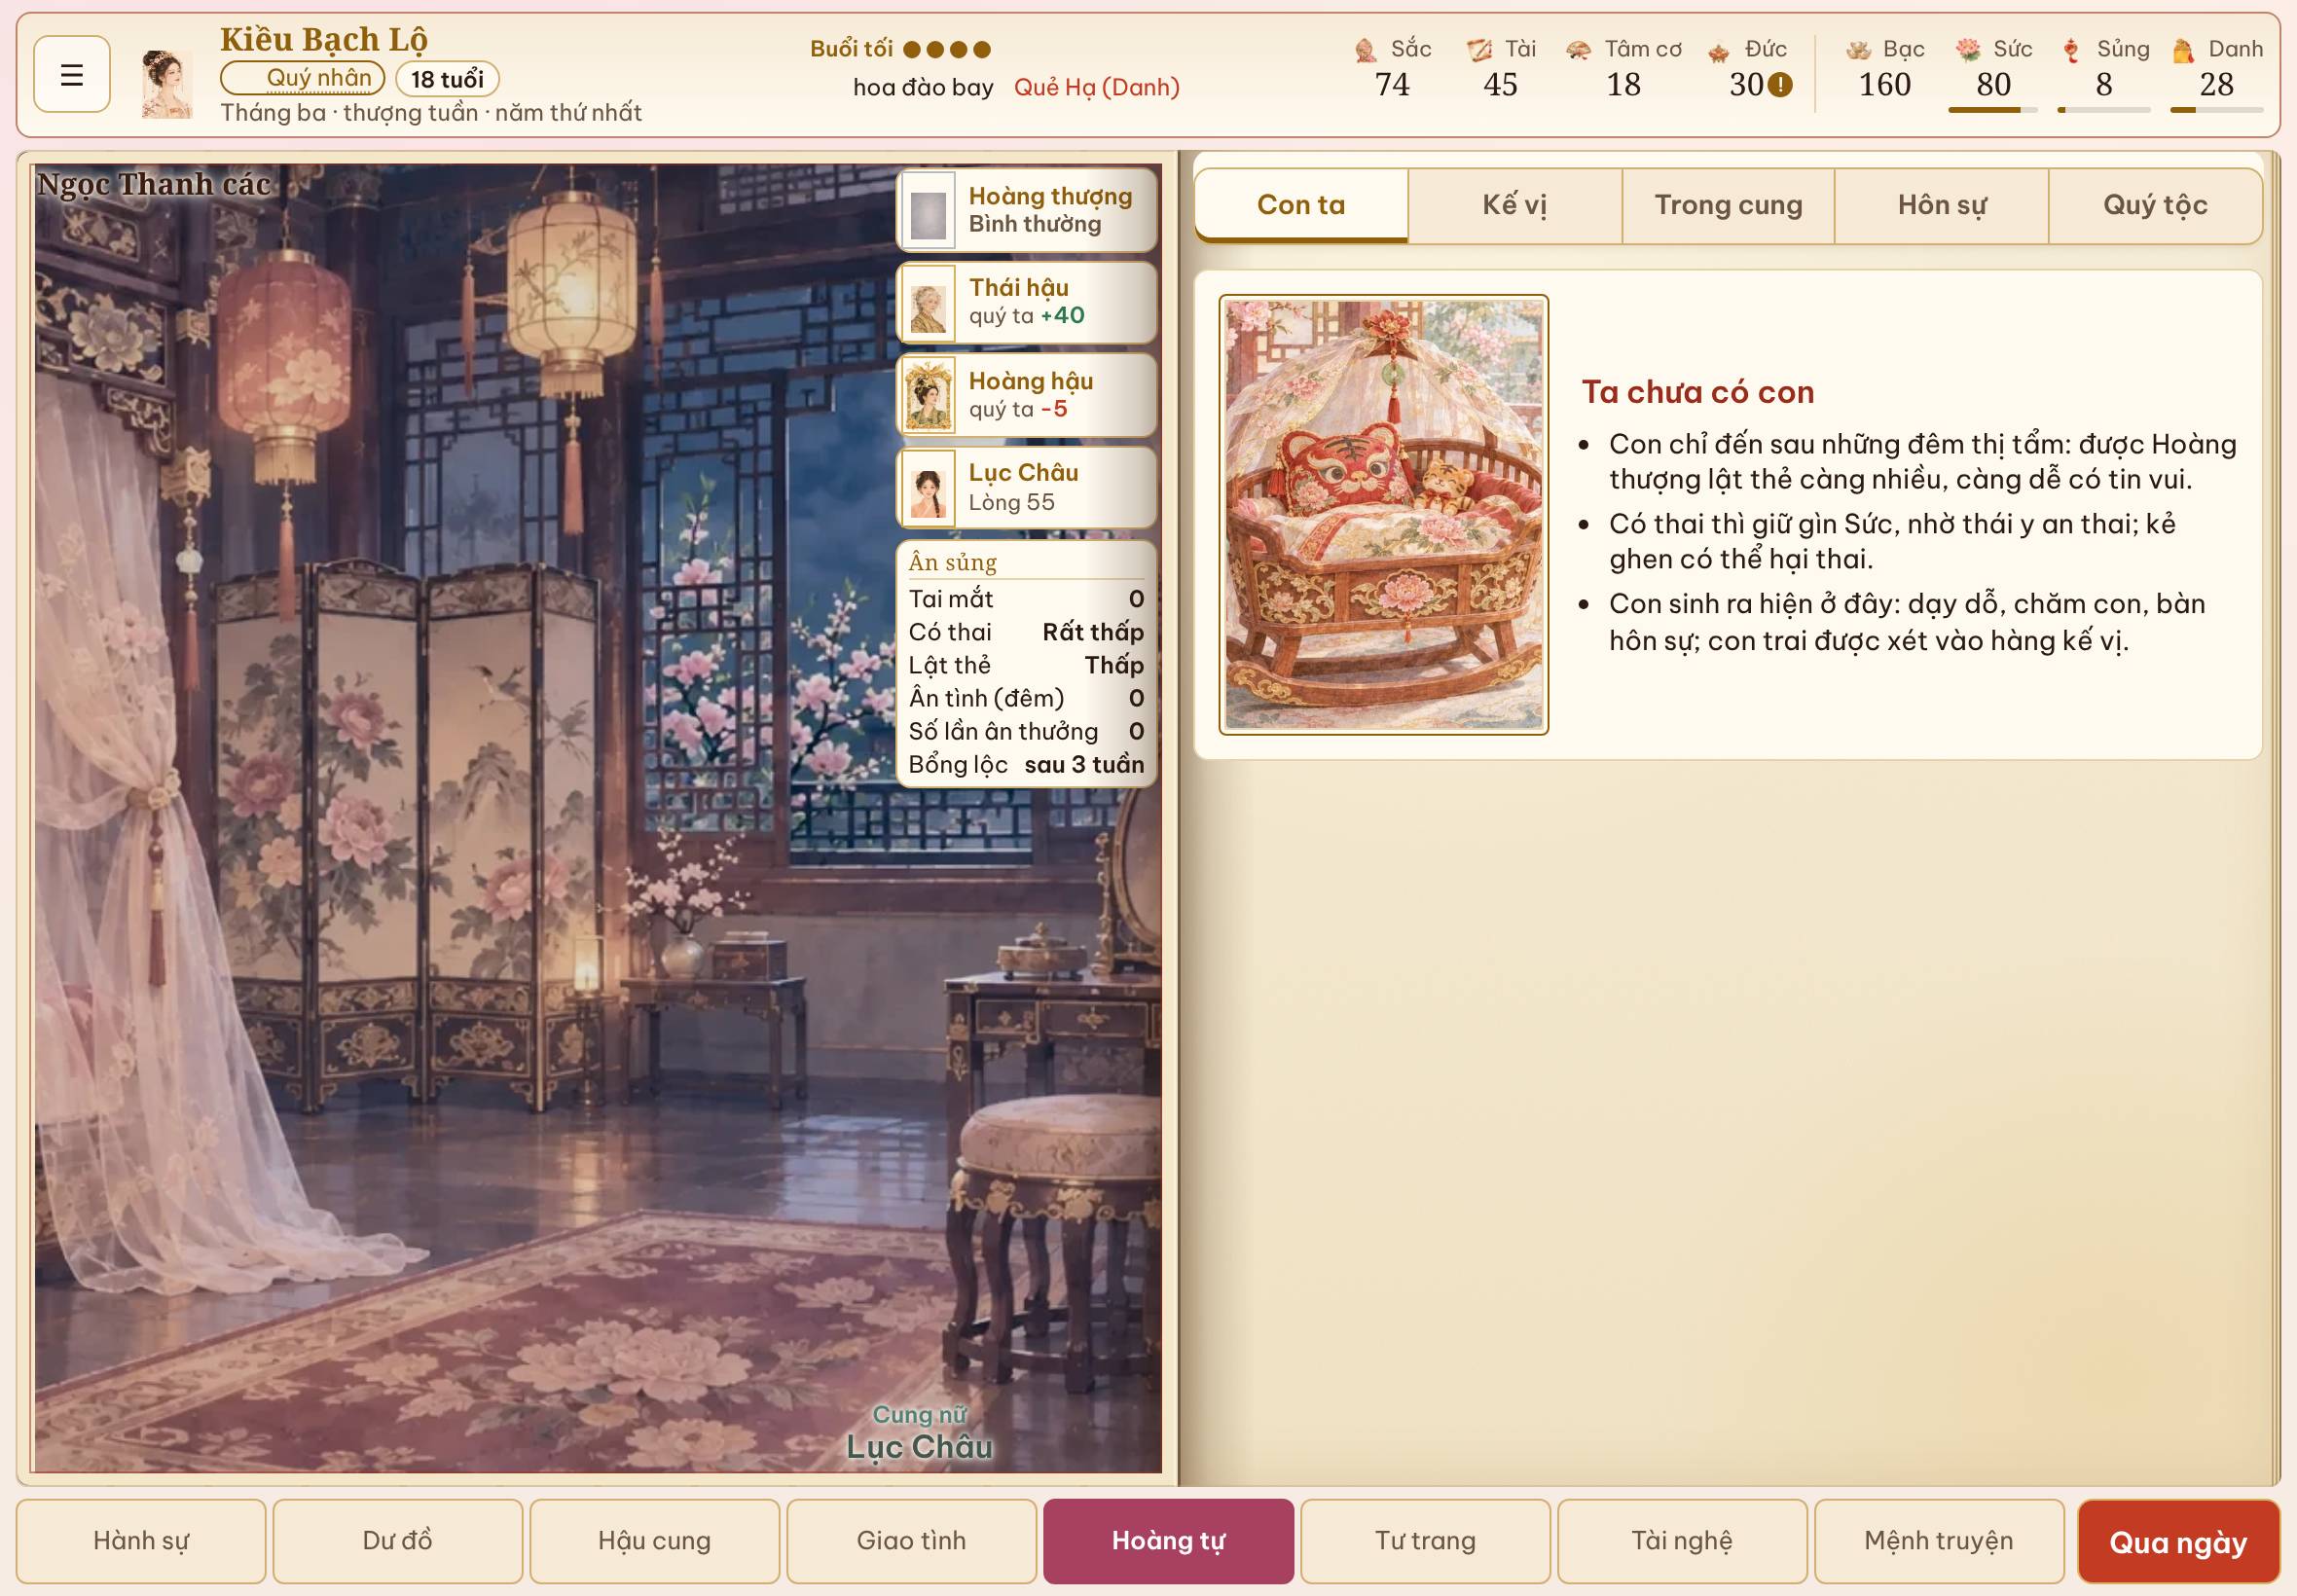 ☰
Kiều Bạch Lộ
Quý nhân
18 tuổi
Tháng ba · thượng tuần · năm thứ nhất
Buổi tối
hoa đào bay
Quẻ Hạ (Danh)
Sắc
74
Tài
45
Tâm cơ
18
Đức
30!
Bạc
160
Sức
80
Sủng
8
Danh
28
Ngọc Thanh các
Hoàng thượng
Bình thường
Thái hậu
quý ta +40
Hoàng hậu
quý ta -5
Lục Châu
Lòng 55
Ân sủng
Tai mắt 0
Có thai Rất thấp
Lật thẻ Thấp
Ân tình (đêm) 0
Số lần ân thưởng 0
Bổng lộc sau 3 tuần
Cung nữ
Lục Châu
Con ta
Kế vị
Trong cung
Hôn sự
Quý tộc
Ta chưa có con
• Con chỉ đến sau những đêm thị tẩm: được Hoàng
thượng lật thẻ càng nhiều, càng dễ có tin vui.
• Có thai thì giữ gìn Sức, nhờ thái y an thai; kẻ
ghen có thể hại thai.
• Con sinh ra hiện ở đây: dạy dỗ, chăm con, bàn
hôn sự; con trai được xét vào hàng kế vị.
Hành sự
Dư đồ
Hậu cung
Giao tình
Hoàng tự
Tư trang
Tài nghệ
Mệnh truyện
Qua ngày